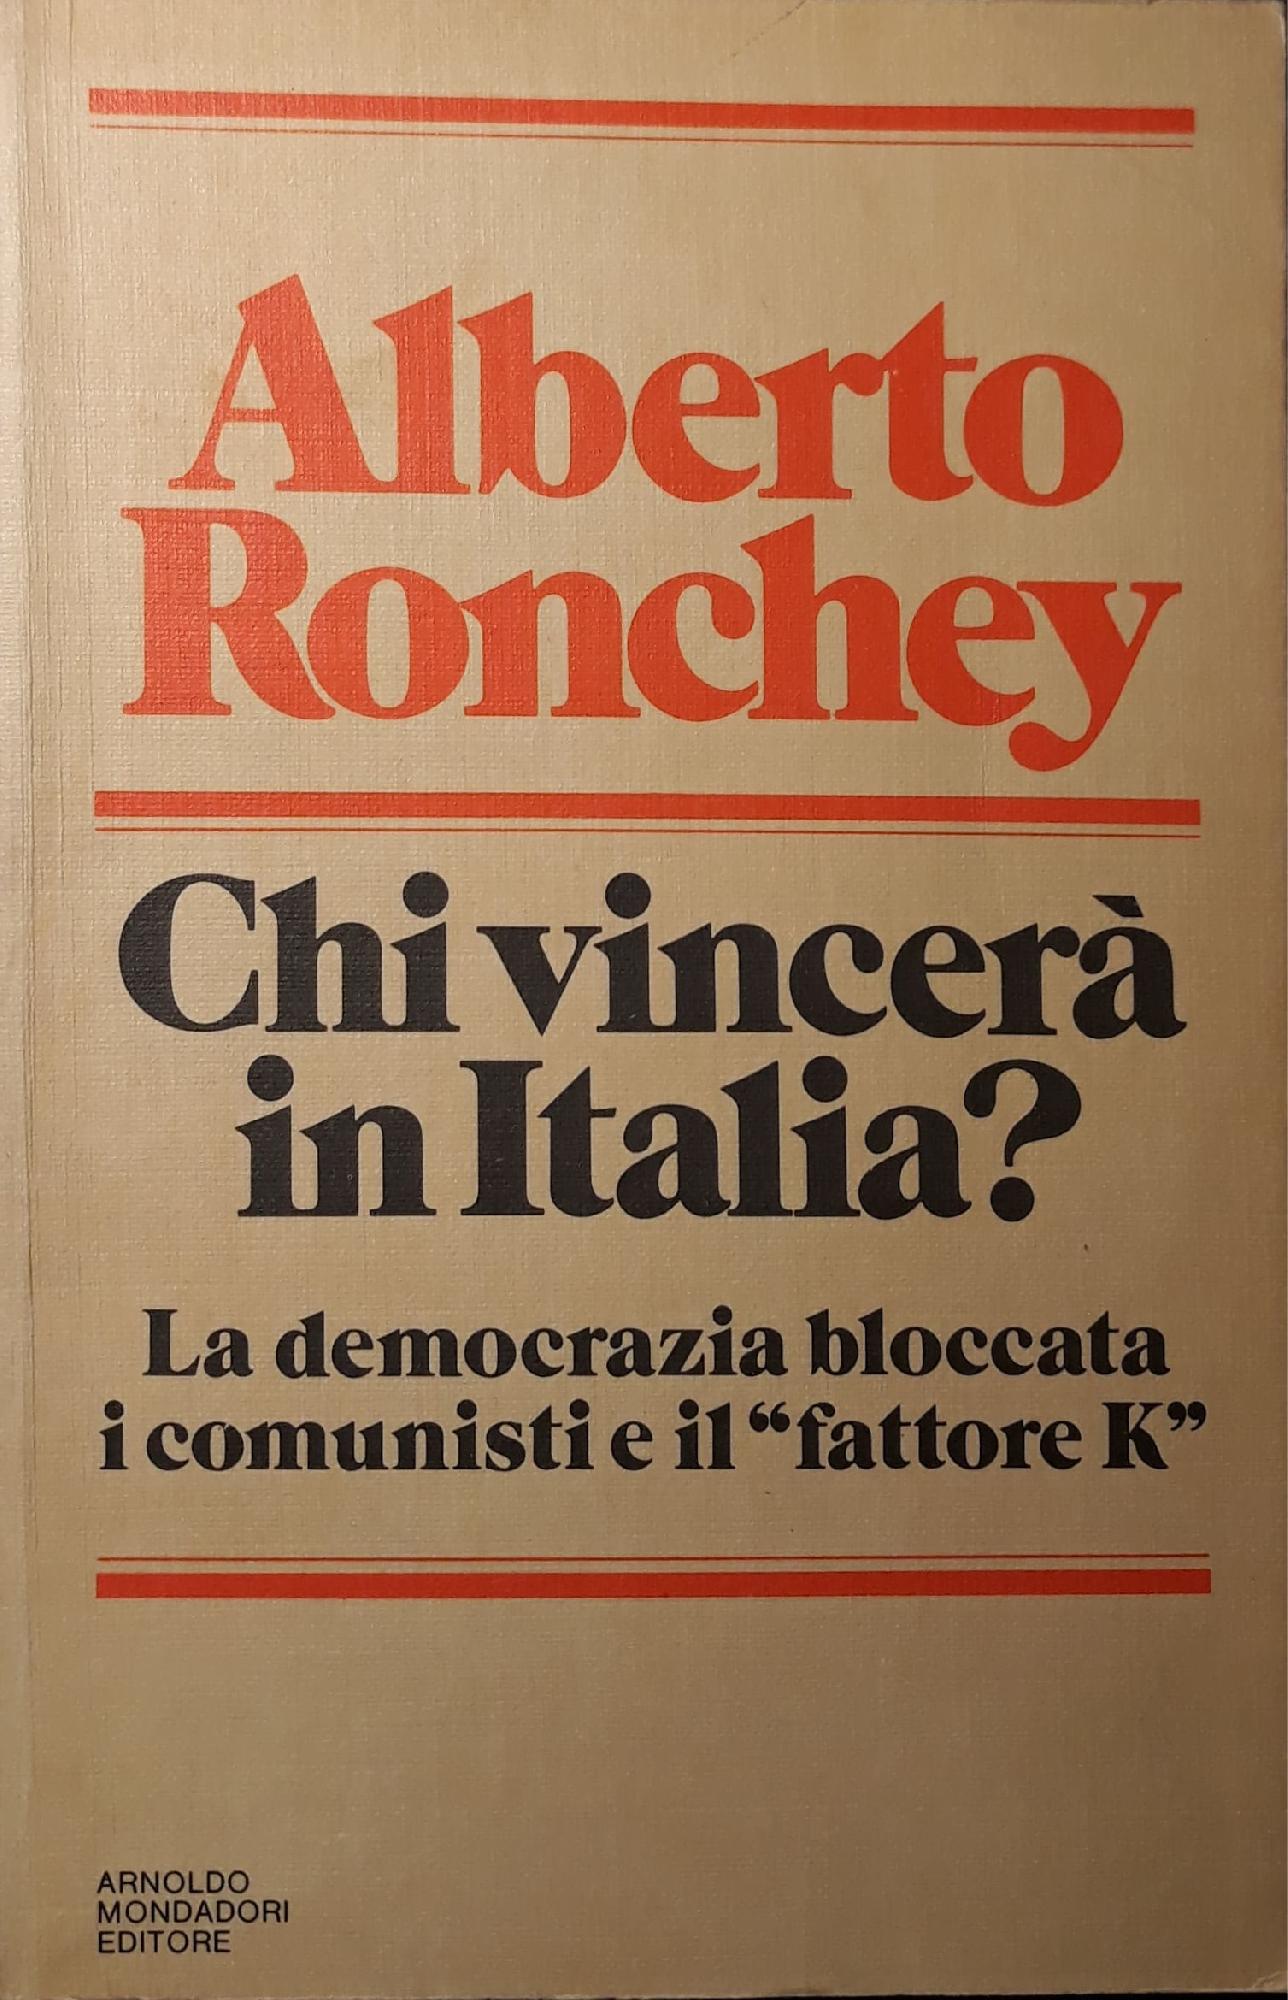 Alberto
Ronchey
Chi vincerà
in Italia?
La democrazia bloccata
i comunisti e il “fattore K”
ARNOLDO
MONDADORI
EDITORE